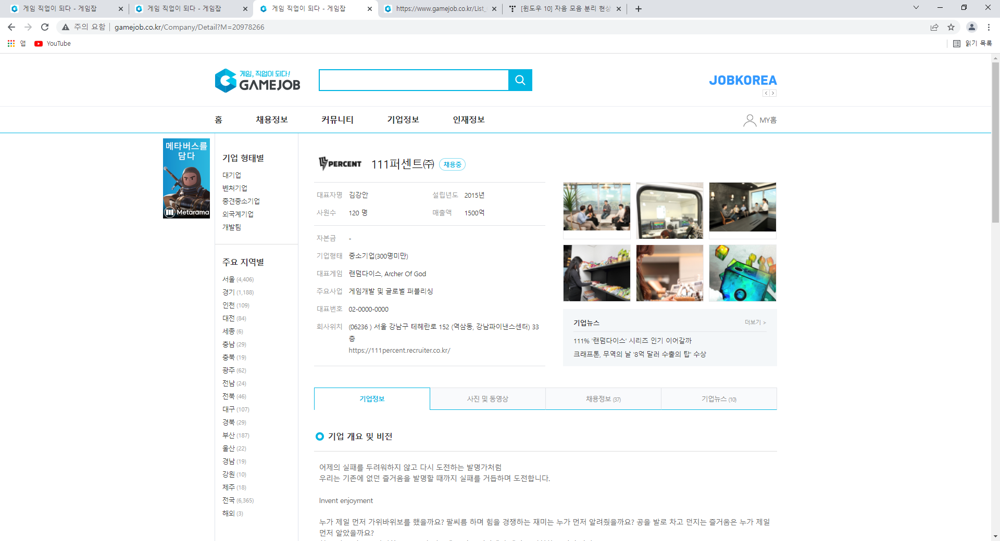 게임 직업이 되다 - 게임잡
게임 직업이 되다 - 게임잡
게임 직업이 되다 - 게임잡
https://www.gamejob.co.kr/List_
[윈도우 10] 자음 모음 분리 현상
주의 요함
gamejob.co.kr/Company/Detail?M=20978266
앱
YouTube
읽기 목록
게임, 직업이 되다!
GAMEJOB
JOBKOREA
홈
채용정보
커뮤니티
기업정보
인재정보
MY홈
메타버스를
담다
Metarama
기업 형태별
대기업
벤처기업
중견중소기업
외국계기업
개발팀
주요 지역별
서울 (4,406)
경기 (1,188)
인천 (109)
대전 (84)
세종 (6)
충남 (29)
충북 (19)
광주 (62)
전남 (24)
전북 (46)
대구 (107)
경북 (29)
부산 (187)
울산 (22)
경남 (19)
강원 (10)
제주 (18)
전국 (6,365)
해외 (3)
PERCENT
111퍼센트㈜
채용중
대표자명 김강안
설립년도 2015년
사원수 120 명
매출액 1500억
자본금 -
기업형태 중소기업(300명미만)
대표게임 랜덤다이스, Archer Of God
주요사업 게임개발 및 글로벌 퍼블리싱
대표번호 02-0000-0000
회사위치 (06236 ) 서울 강남구 테헤란로 152 (역삼동, 강남파이낸스센터) 33
층
https://111percent.recruiter.co.kr/
기업뉴스
더보기 >
111% '랜덤다이스' 시리즈 인기 이어갈까
크래프톤, 무역의 날 '8억 달러 수출의 탑' 수상
기업정보
사진 및 동영상
채용정보 (37)
기업뉴스 (10)
기업 개요 및 비전
어제의 실패를 두려워하지 않고 다시 도전하는 발명가처럼
우리는 기존에 없던 즐거움을 발명할 때까지 실패를 거듭하며 도전합니다.
Invent enjoyment
누가 제일 먼저 가위바위보를 했을까요? 팔씨름 하며 힘을 경쟁하는 재미는 누가 먼저 알려줬을까요? 공을 발로 차고 던지는 즐거움은 누가 제일
먼저 알았을까요?